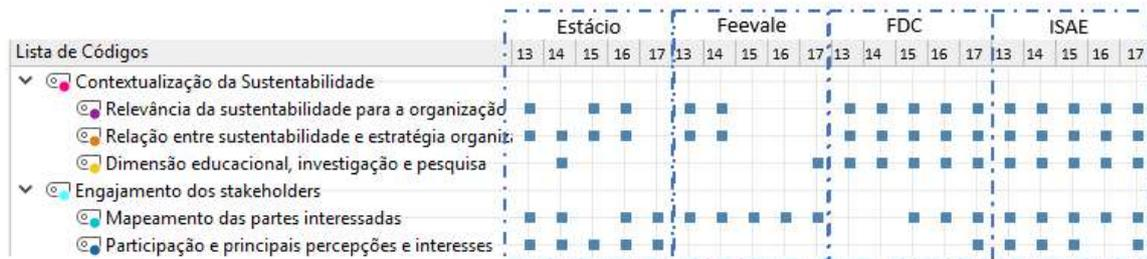 Estácio Feevale FDC ISAE
Lista de Códigos 13 14 15 16 17 13 14 15 16 17 13 14 15 16 17 13 14 15 16 17
Contextualização da Sustentabilidade
Relevância da sustentabilidade para a organização
Relação entre sustentabilidade e estratégia organiz
Dimensão educacional, investigação e pesquisa
Engajamento dos stakeholders
Mapeamento das partes interessadas
Participação e principais percepções e interesses